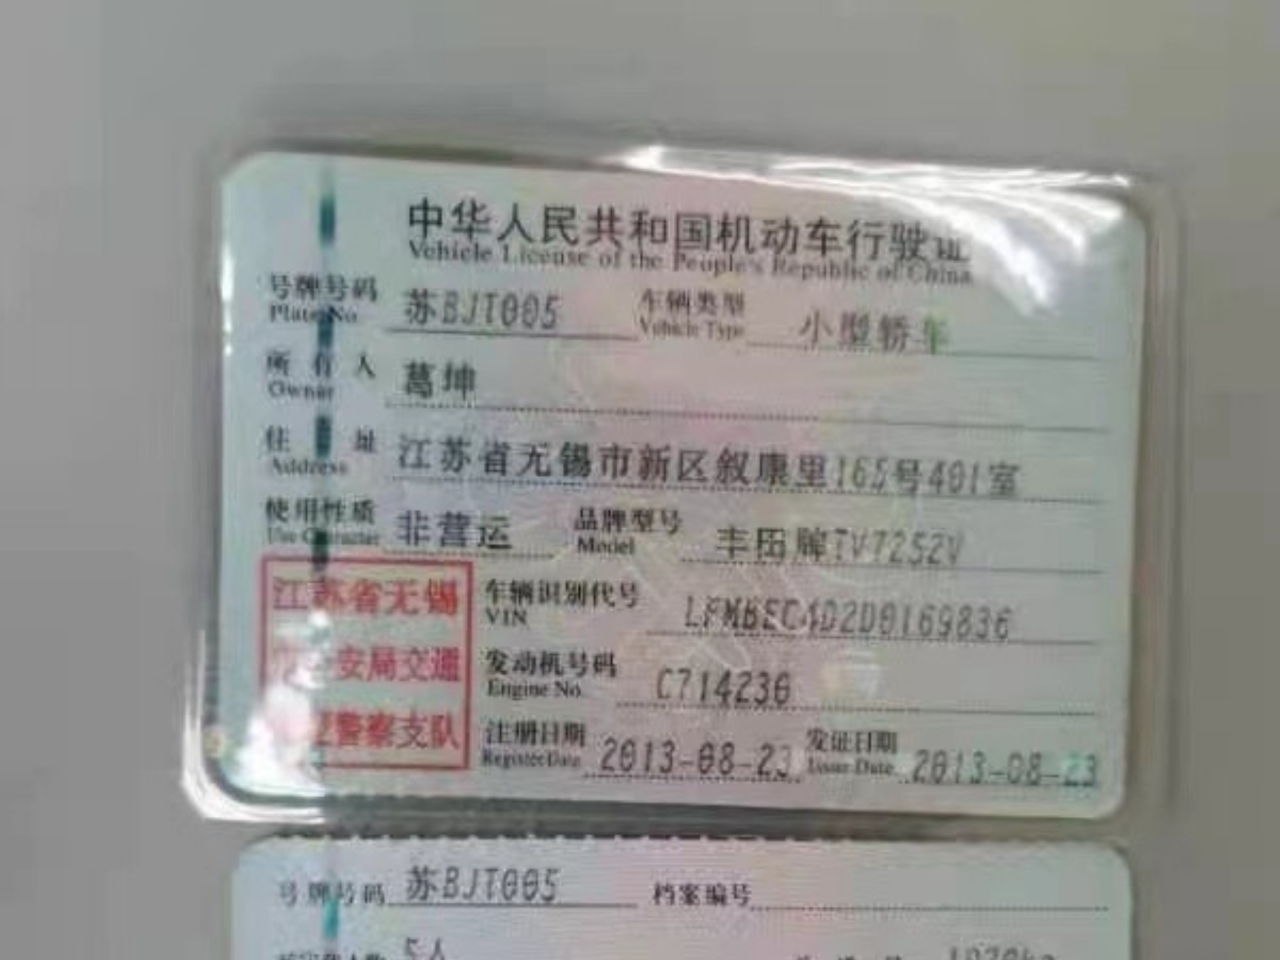 中华人民共和国机动车行驶证
Vehicle License of the People's Republic of China
号牌号码 苏BJT005 车辆类型 小型轿车
Plate No. Vehicle Type
所有人 葛坤
Owner
住址 江苏省无锡市新区叙康里165号401室
Address
使用性质 非营运 品牌型号 丰田牌TV7252V
Use Character Model
江苏省无锡
安局交通
警察支队
车辆识别代号 LFMBEC4D2D0169836
VIN
发动机号码 C714236
Engine No.
注册日期 2013-08-23 发证日期 2013-08-23
Register Date Issue Date
号牌号码 苏BJT005 档案编号
5人